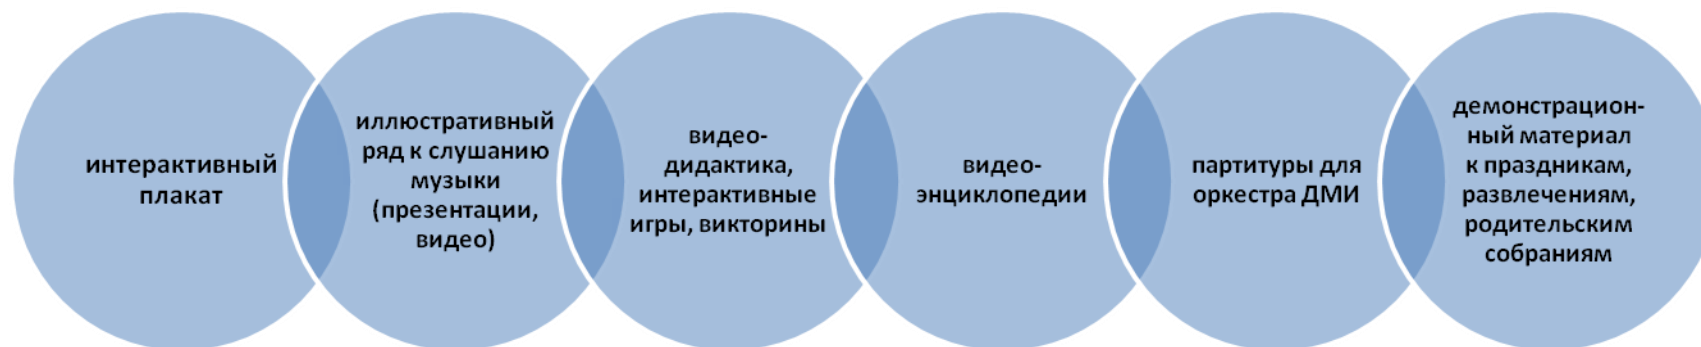 интерактивный
плакат
иллюстративный
ряд к слушанию
музыки
(презентации,
видео)
видео-
дидактика,
интерактивные
игры, викторины
видео-
энциклопедии
партитуры для
оркестра ДМИ
демонстрацион-
ный материал
к праздникам,
развлечениям,
родительским
собраниям